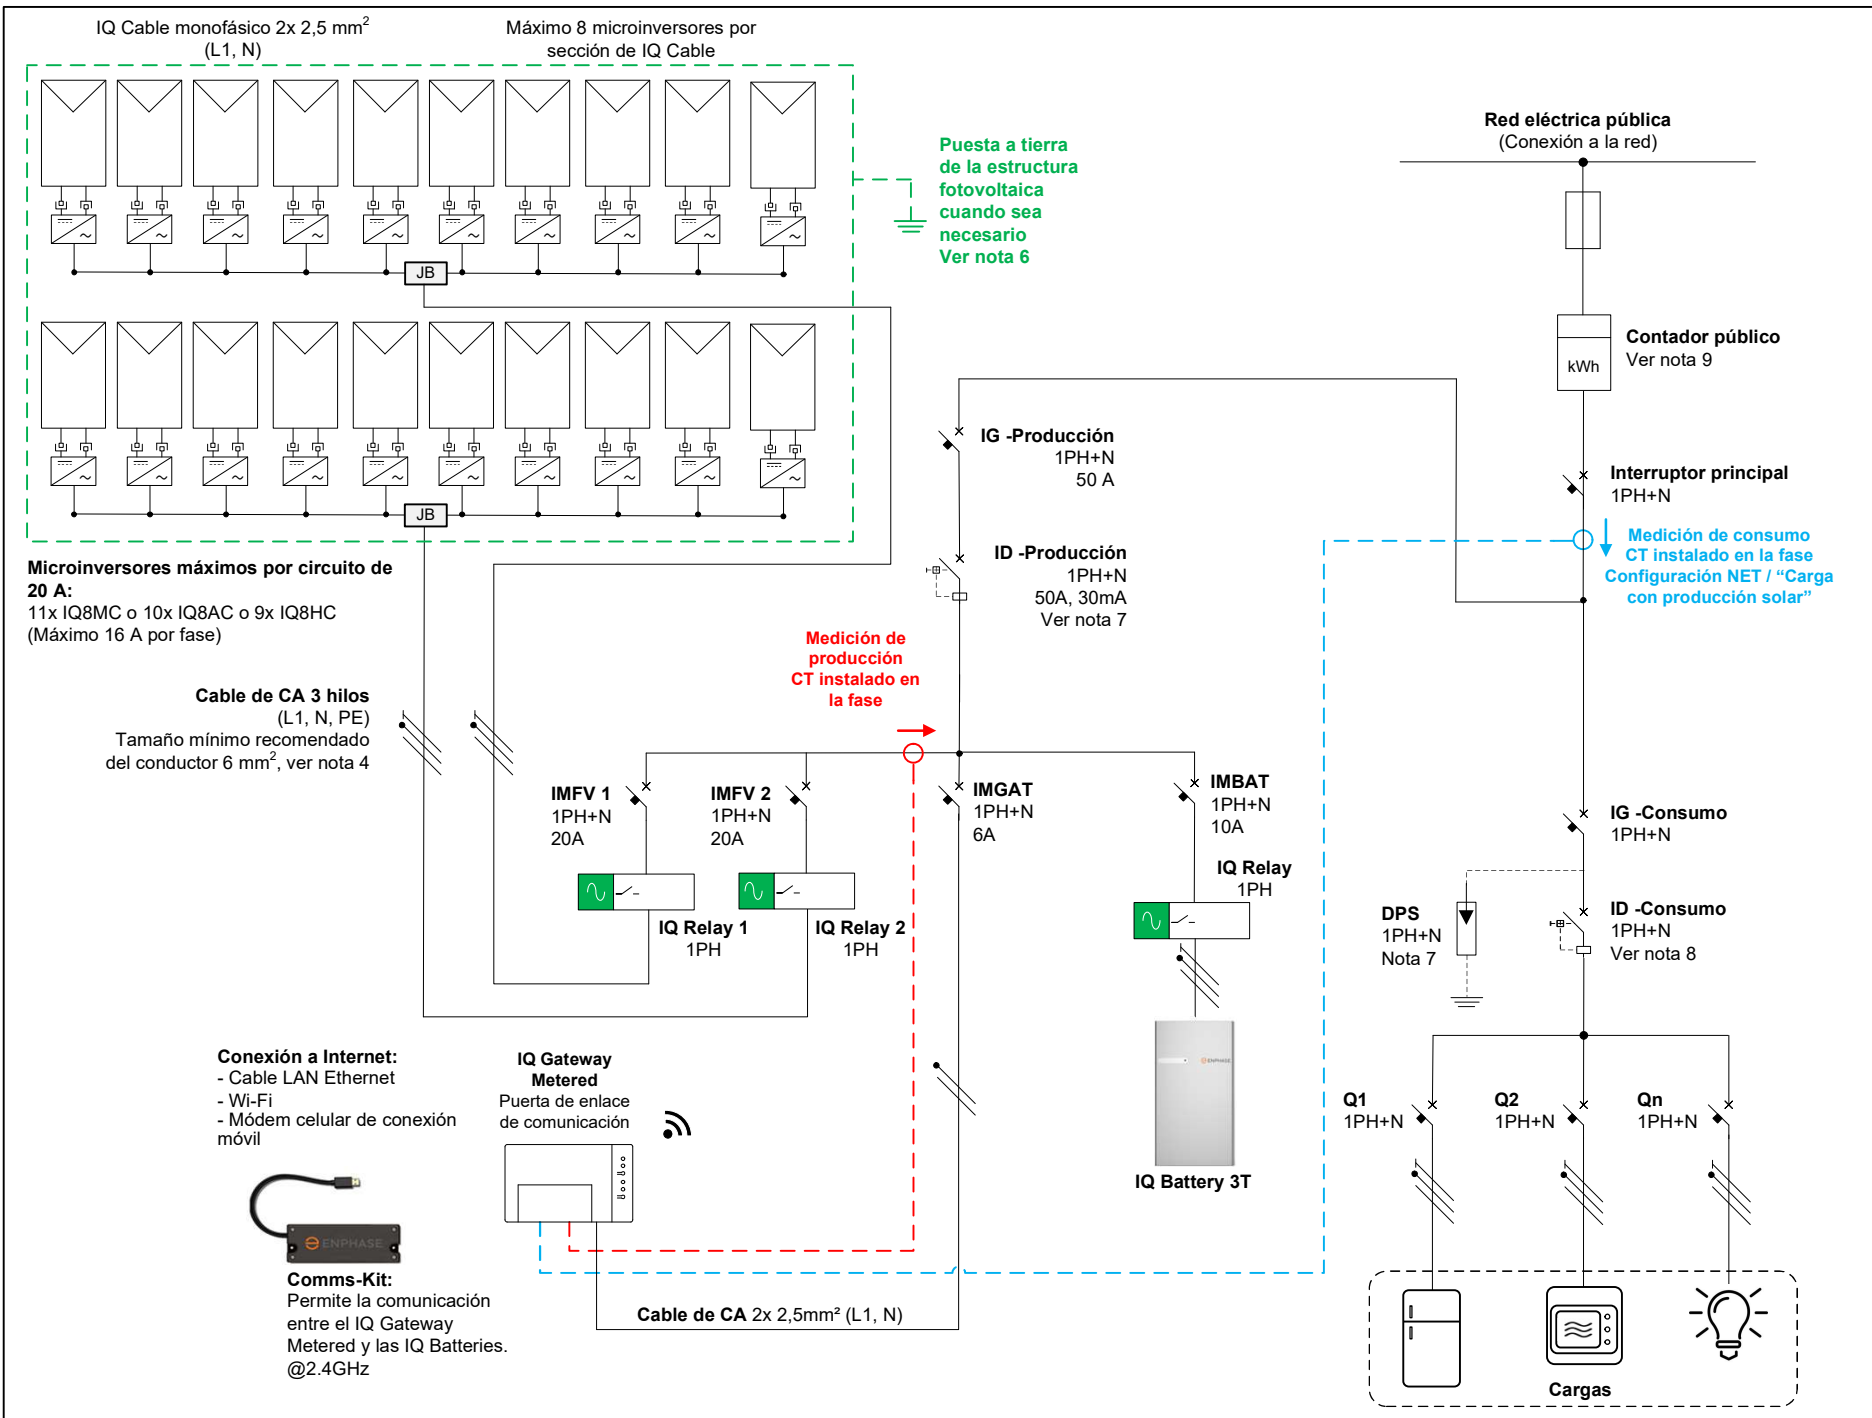 IQ Cable monofásico 2x 2,5 mm²
(L1, N)
Máximo 8 microinversores por
sección de IQ Cable
JB
JB
Puesta a tierra
de la estructura
fotovoltaica
cuando sea
necesario
Ver nota 6
Red eléctrica pública
(Conexión a la red)
kWh
Contador público
Ver nota 9
IG -Producción
1PH+N
50 A
Interruptor principal
1PH+N
Medición de consumo
CT instalado en la fase
Configuración NET / “Carga
con producción solar”
ID -Producción
1PH+N
50A, 30mA
Ver nota 7
Microinversores máximos por circuito de
20 A:
11x IQ8MC o 10x IQ8AC o 9x IQ8HC
(Máximo 16 A por fase)
Medición de
producción
CT instalado en
la fase
Cable de CA 3 hilos
(L1, N, PE)
Tamaño mínimo recomendado
del conductor 6 mm², ver nota 4
IMFV 1
1PH+N
20A
IMFV 2
1PH+N
20A
IMGAT
1PH+N
6A
IMBAT
1PH+N
10A
IG -Consumo
1PH+N
IQ Relay 1
1PH
IQ Relay 2
1PH
IQ Relay
1PH
DPS
1PH+N
Nota 7
ID -Consumo
1PH+N
Ver nota 8
Conexión a Internet:
- Cable LAN Ethernet
- Wi-Fi
- Módem celular de conexión
móvil
IQ Gateway
Metered
Puerta de enlace
de comunicación
ENPHASE
IQ Battery 3T
Q1
1PH+N
Q2
1PH+N
Qn
1PH+N
ENPHASE
Comms-Kit:
Permite la comunicación
entre el IQ Gateway
Metered y las IQ Batteries.
@2.4GHz
Cable de CA 2x 2,5mm² (L1, N)
Cargas